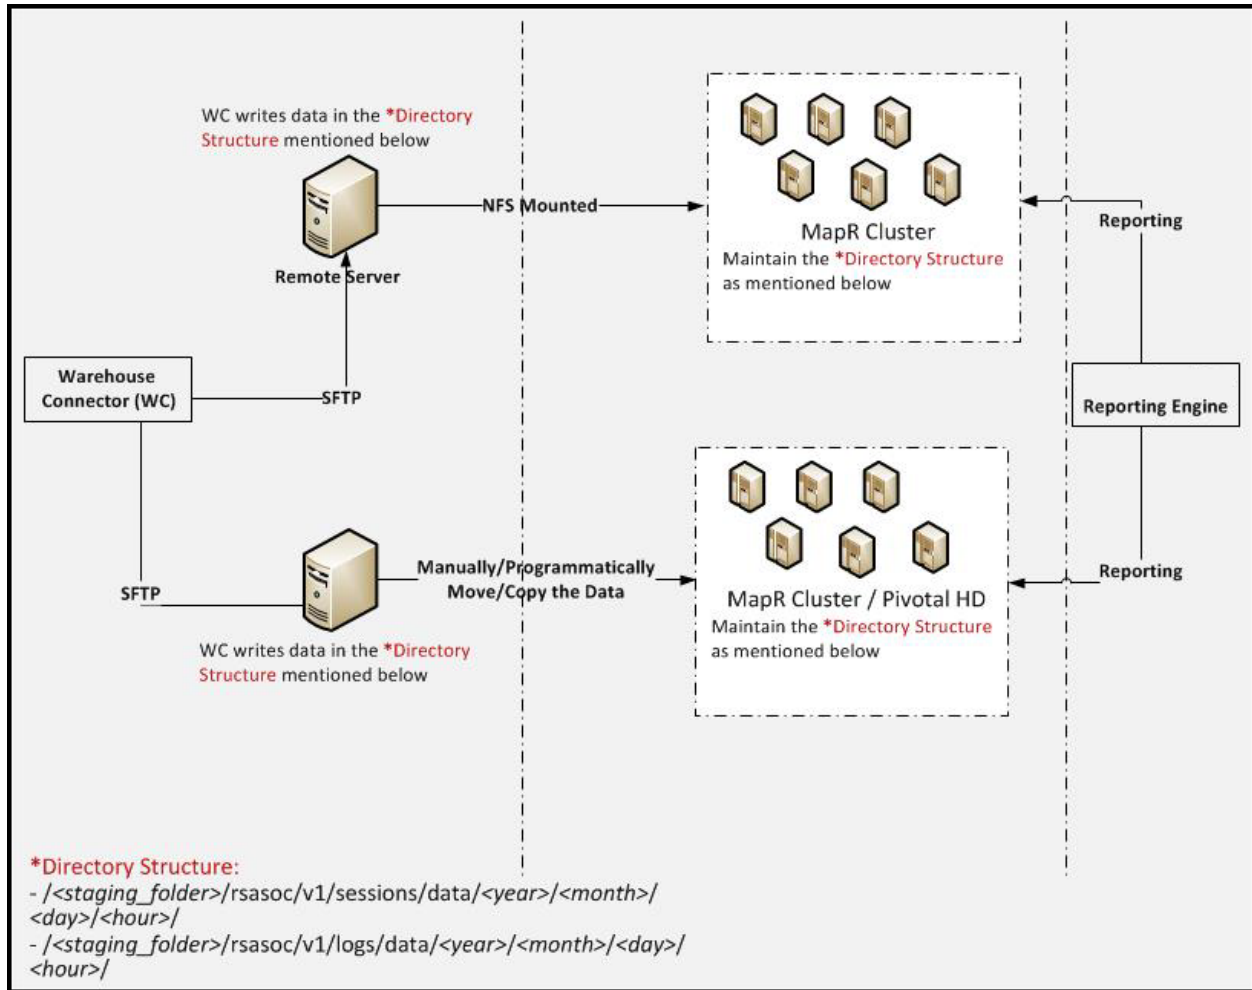 WC writes data in the *Directory
Structure mentioned below
Remote Server
NFS Mounted
MapR Cluster
Maintain the *Directory Structure
as mentioned below
Reporting
Warehouse
Connector (WC)
SFTP
Reporting Engine
SFTP
Manually/Programmatically
Move/Copy the Data
WC writes data in the *Directory
Structure mentioned below
MapR Cluster / Pivotal HD
Maintain the *Directory Structure
as mentioned below
Reporting
*Directory Structure:
- /<staging_folder>/rsasoc/v1/sessions/data/<year>/<month>/
<day>/<hour>/
- /<staging_folder>/rsasoc/v1/logs/data/<year>/<month>/<day>/
<hour>/